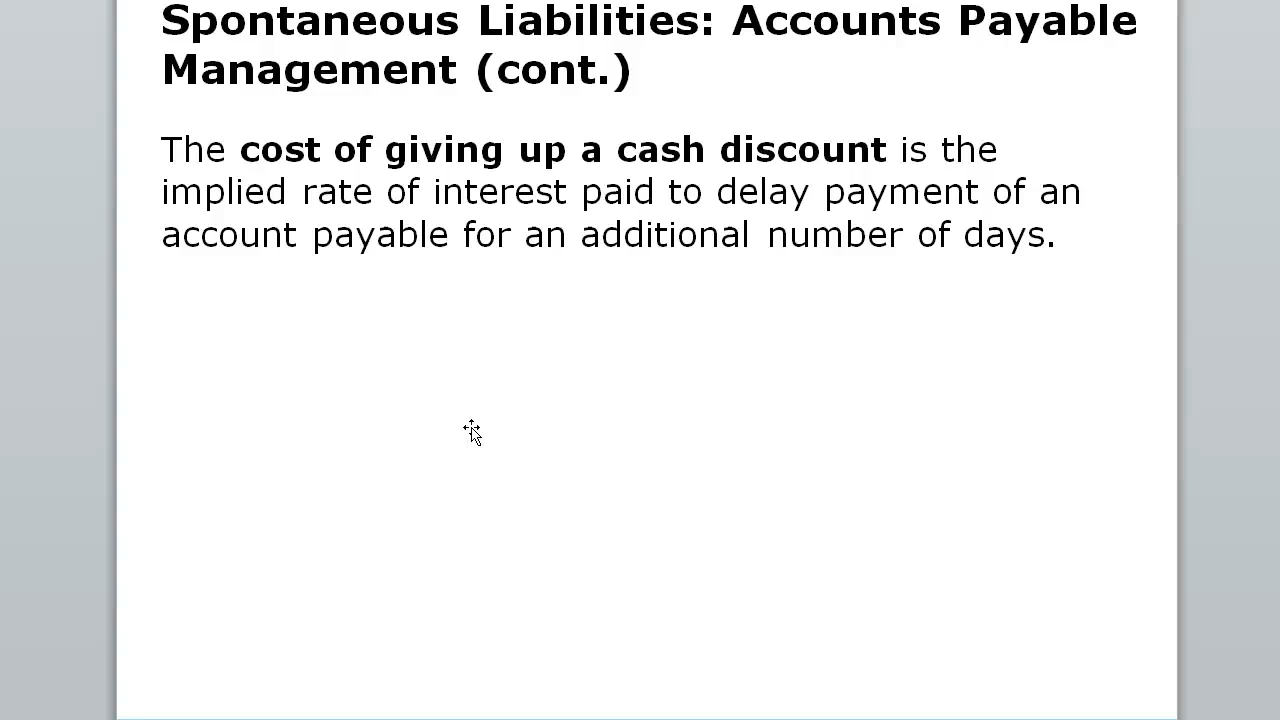 Spontaneous Liabilities: Accounts Payable
Management (cont.)
The cost of giving up a cash discount is the
implied rate of interest paid to delay payment of an
account payable for an additional number of days.